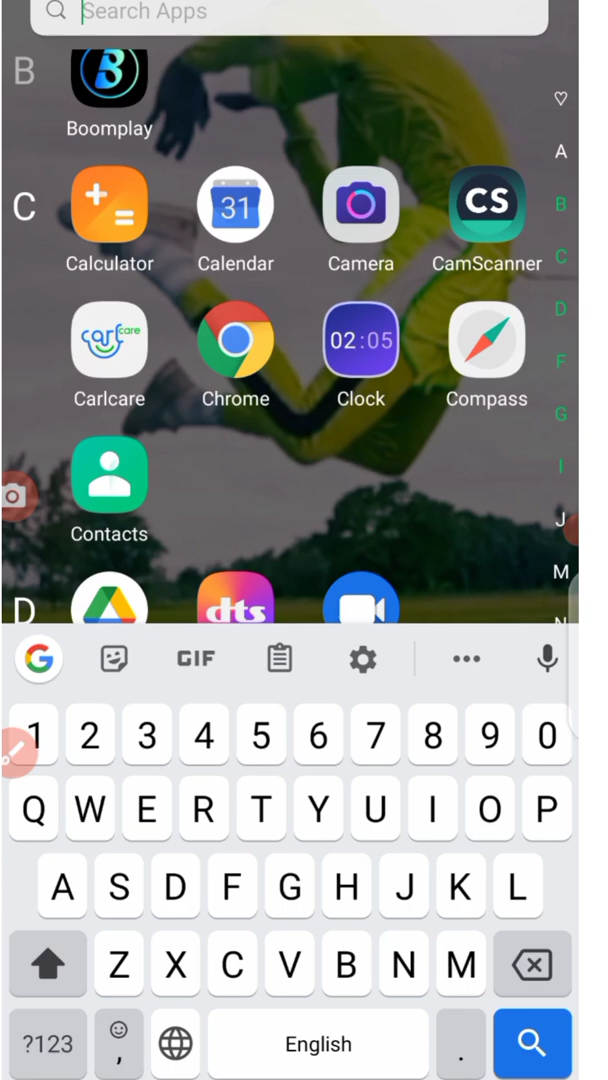 Search Apps
B
Boomplay
C
31
CS
Calculator Calendar Camera CamScanner
carlcare
02:05
Carlcare Chrome Clock Compass
Contacts
D
dts
A
B
C
D
F
G
I
J
M
N
G GIF
1 2 3 4 5 6 7 8 9 0
Q W E R T Y U I O P
A S D F G H J K L
Z X C V B N M
?123 , English .